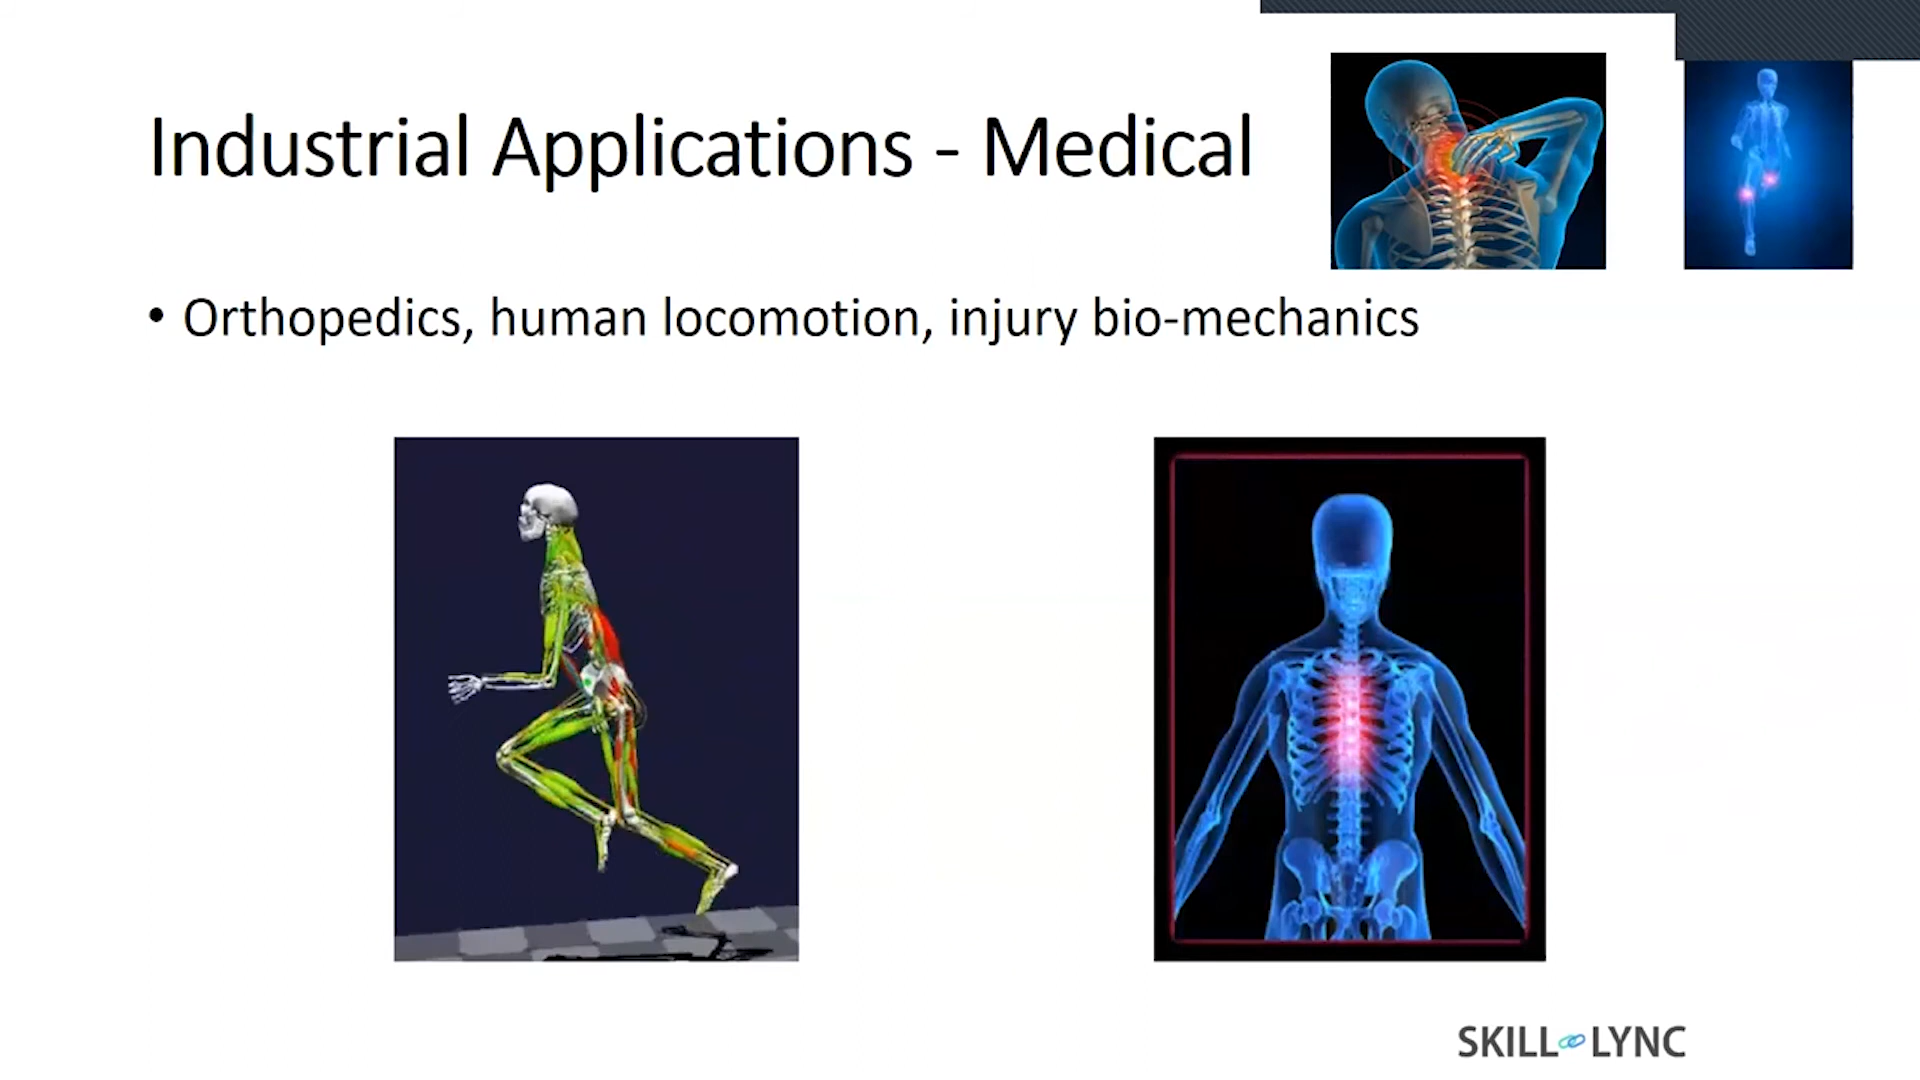 Industrial Applications - Medical
• Orthopedics, human locomotion, injury bio-mechanics
SKILL LYNC